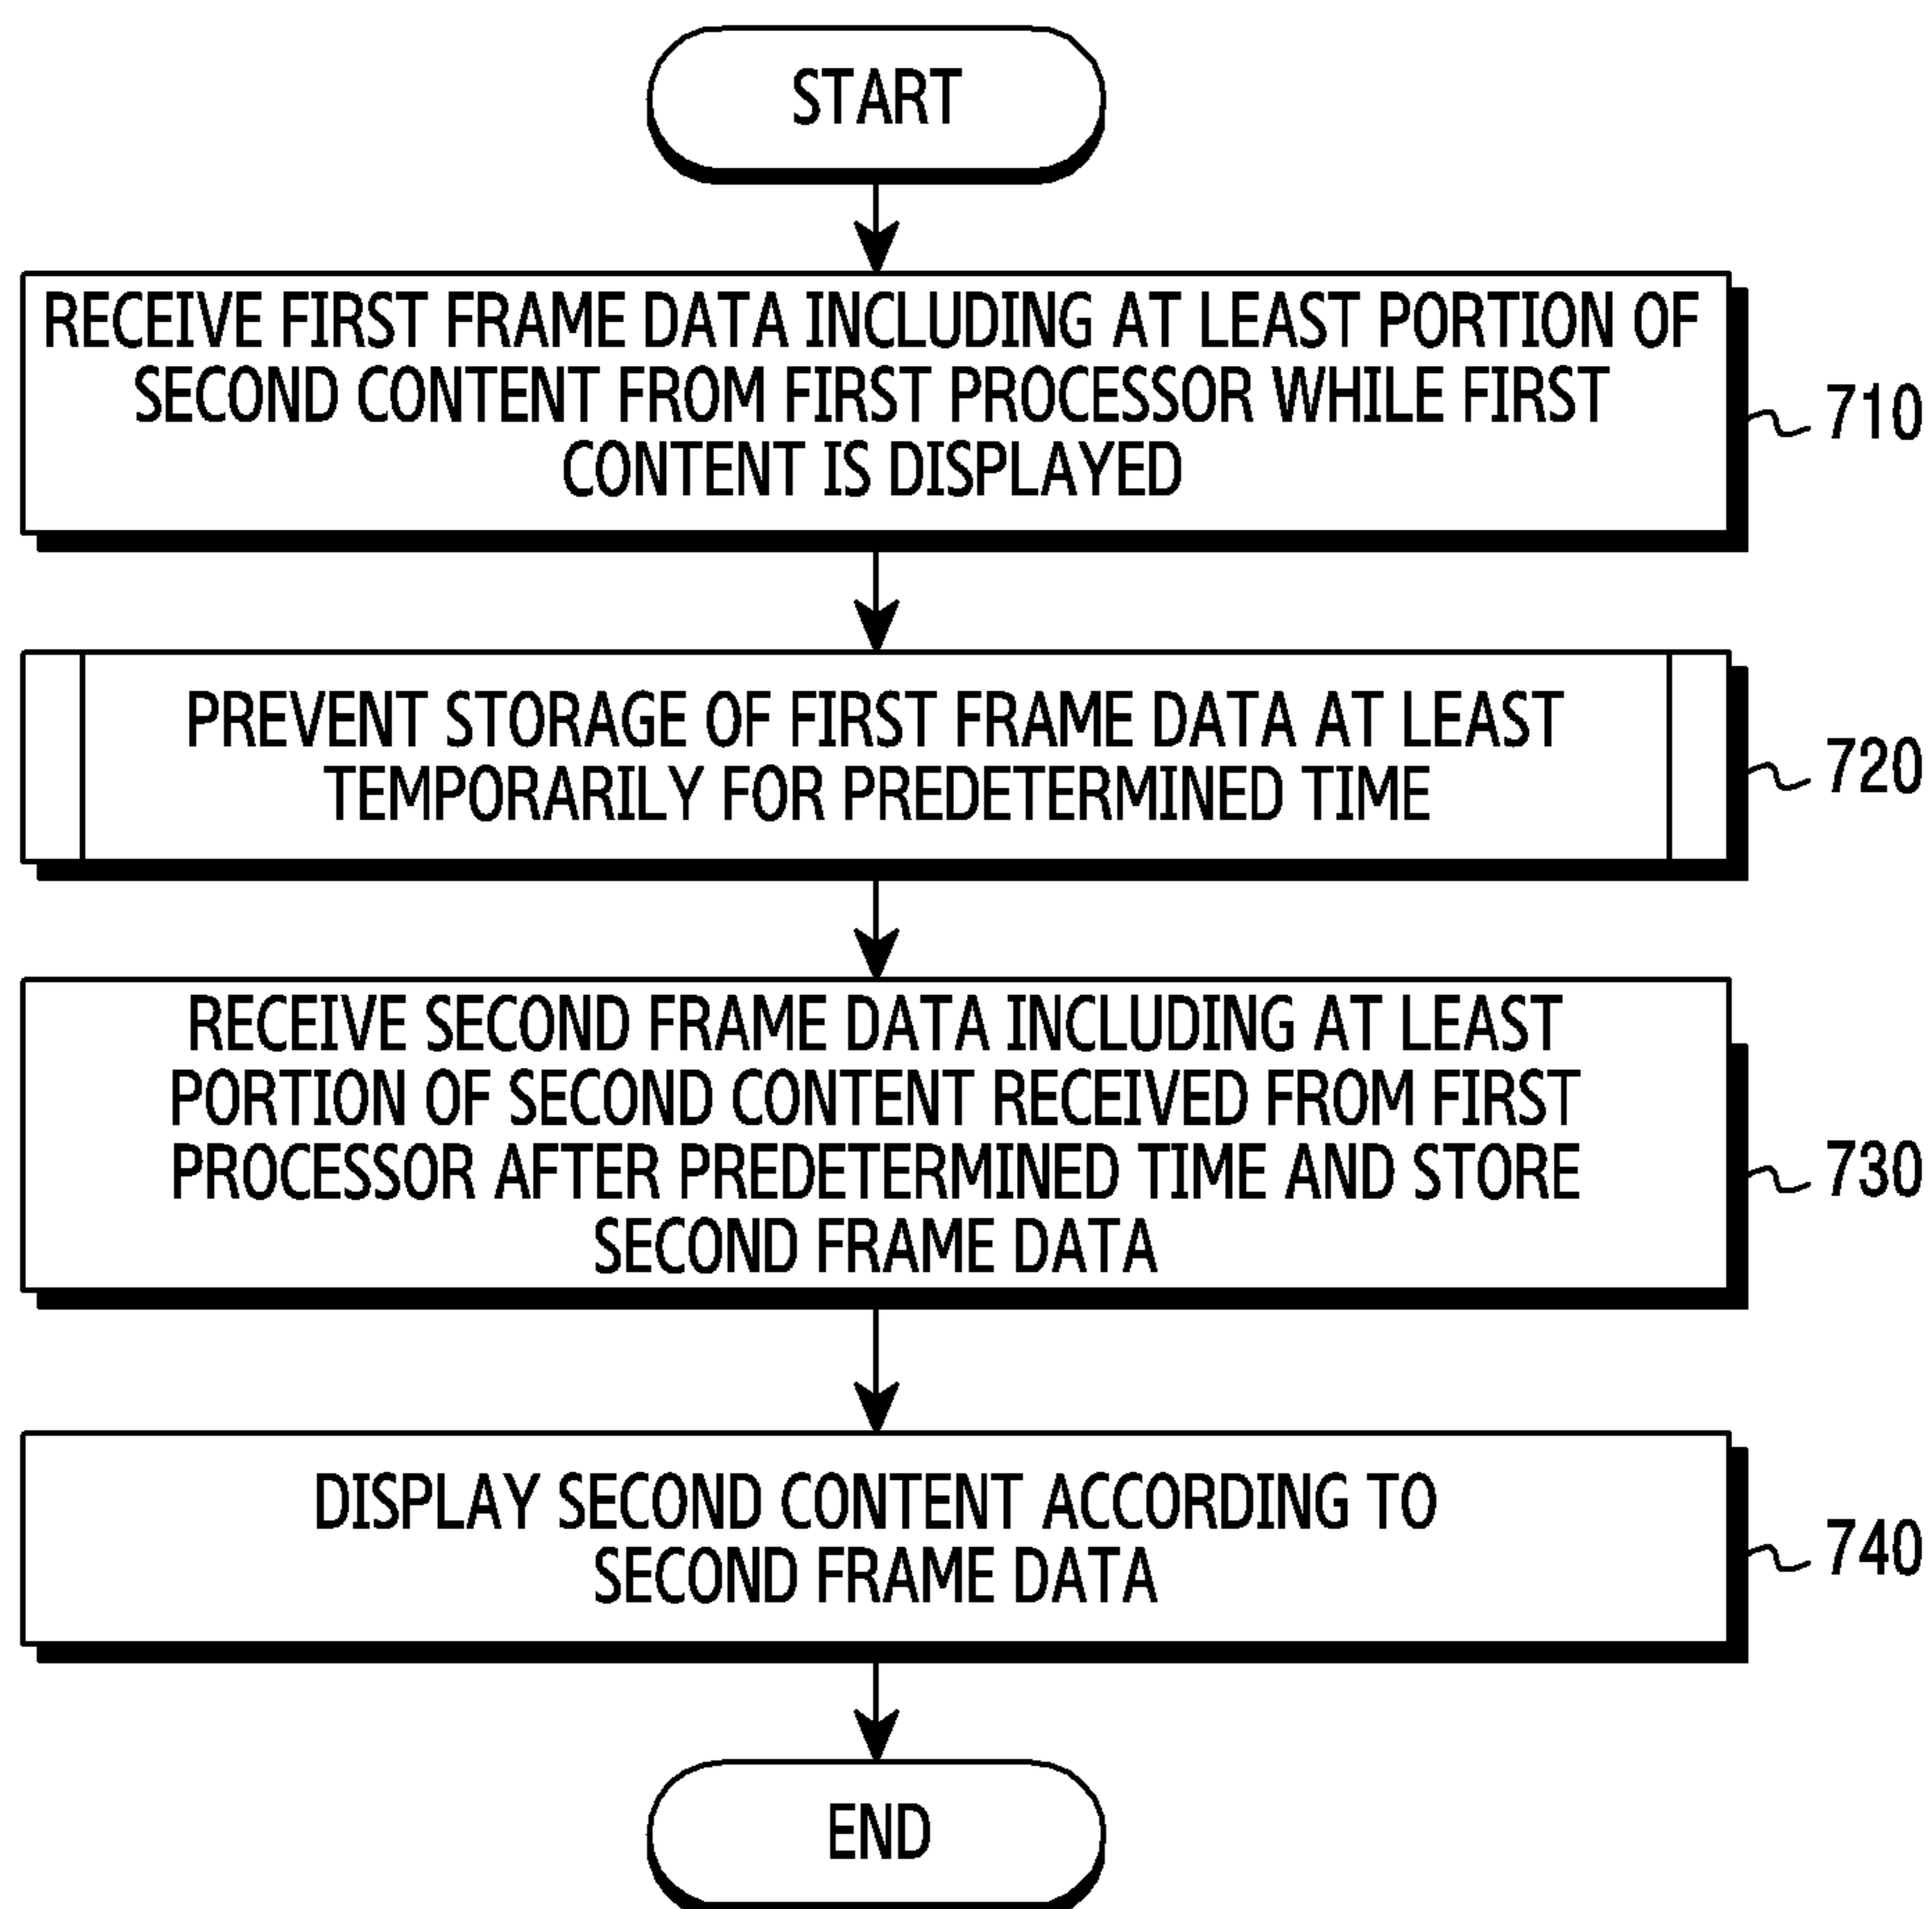 START
RECEIVE FIRST FRAME DATA INCLUDING AT LEAST PORTION OF
SECOND CONTENT FROM FIRST PROCESSOR WHILE FIRST
CONTENT IS DISPLAYED
710
PREVENT STORAGE OF FIRST FRAME DATA AT LEAST
TEMPORARILY FOR PREDETERMINED TIME
720
RECEIVE SECOND FRAME DATA INCLUDING AT LEAST
PORTION OF SECOND CONTENT RECEIVED FROM FIRST
PROCESSOR AFTER PREDETERMINED TIME AND STORE
SECOND FRAME DATA
730
DISPLAY SECOND CONTENT ACCORDING TO
SECOND FRAME DATA
740
END